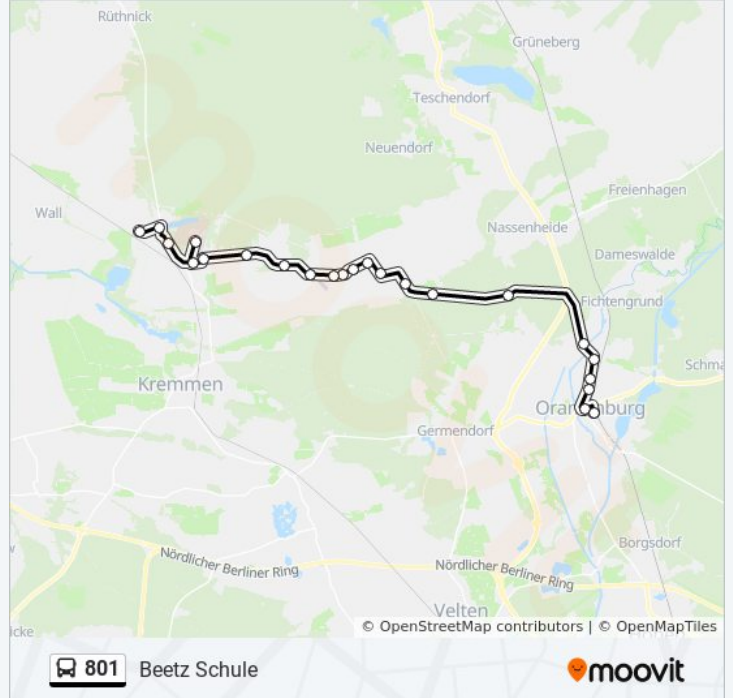 Rüthnick
Grüneberg
Teschendorf
Neuendorf
Freienhagen
Wall
Nassenheide
Dameswalde
Fichtengrund
Schma
Kremmen
Oranienburg
Germendorf
Borgsdorf
Nördlicher Berliner Ring
Nördlicher Berliner Ring
Velten
icke
© OpenStreetMap contributors | © OpenMapTiles
801 Beetz Schule
moovit